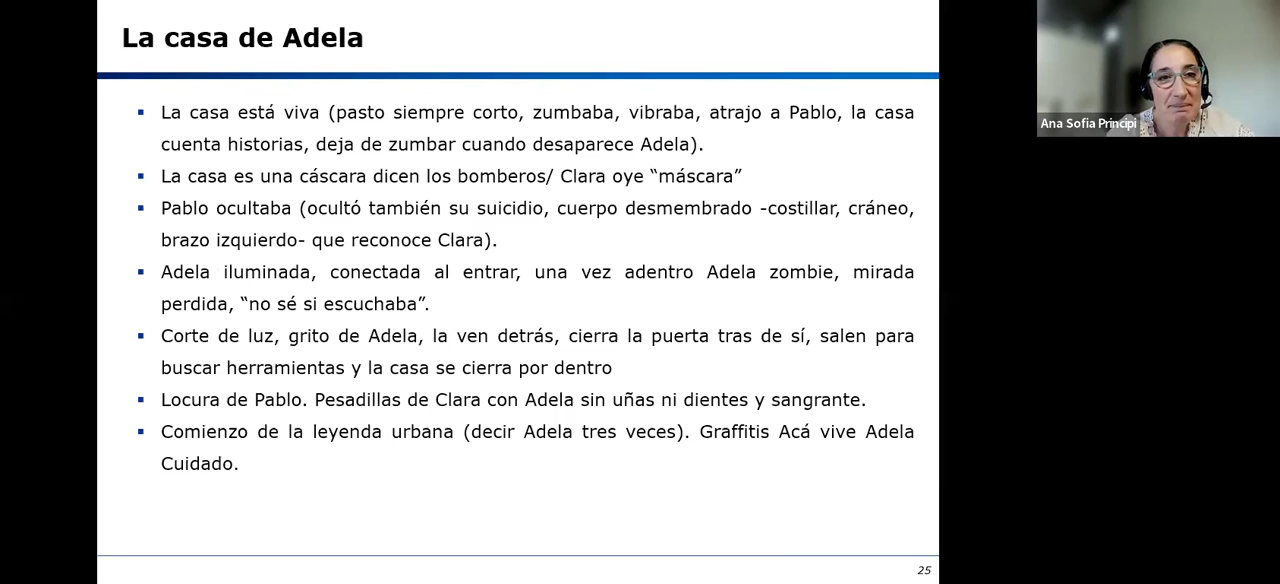 La casa de Adela
▪ La casa está viva (pasto siempre corto, zumbaba, vibraba, atrajo a Pablo, la casa
cuenta historias, deja de zumbar cuando desaparece Adela).
▪ La casa es una cáscara dicen los bomberos/ Clara oye “máscara”
▪ Pablo ocultaba (ocultó también su suicidio, cuerpo desmembrado -costillar, cráneo,
brazo izquierdo- que reconoce Clara).
▪ Adela iluminada, conectada al entrar, una vez adentro Adela zombie, mirada
perdida, “no sé si escuchaba”.
▪ Corte de luz, grito de Adela, la ven detrás, cierra la puerta tras de sí, salen para
buscar herramientas y la casa se cierra por dentro
▪ Locura de Pablo. Pesadillas de Clara con Adela sin uñas ni dientes y sangrante.
▪ Comienzo de la leyenda urbana (decir Adela tres veces). Graffitis Acá vive Adela
Cuidado.
25
Ana Sofía Principi